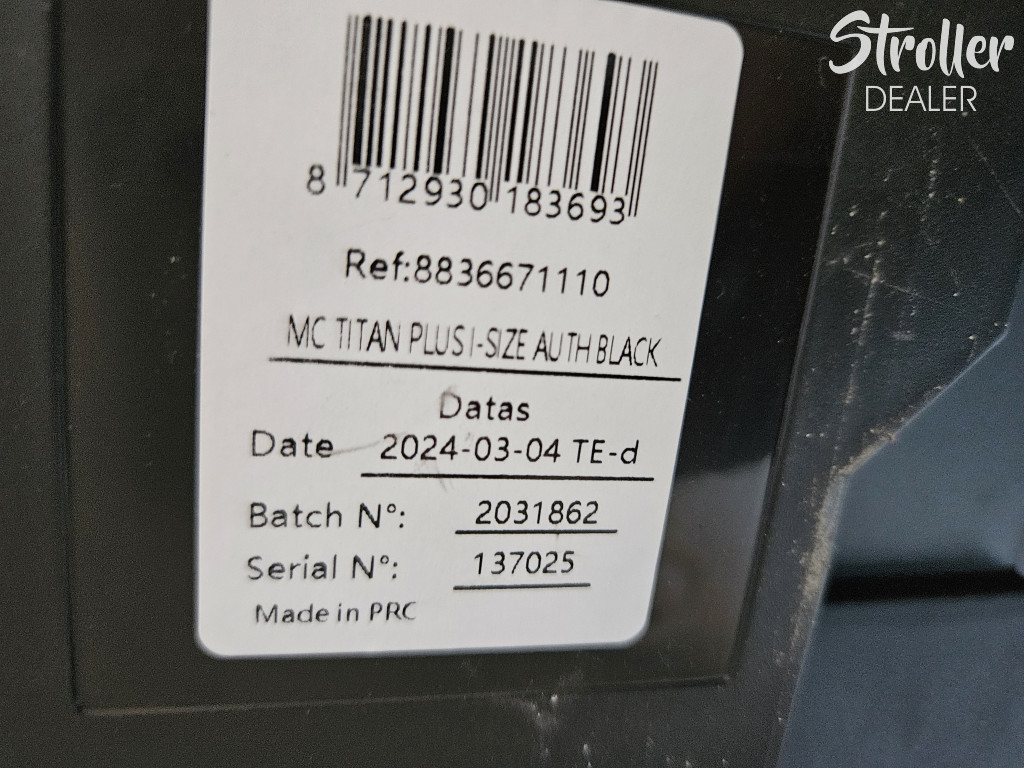 Stroller
DEALER
8 712930 183693
Ref:8836671110
MC TITAN PLUS I-SIZE AUTH BLACK
Datas
Date 2024-03-04 TE-d
Batch N°: 2031862
Serial N°: 137025
Made in PRC